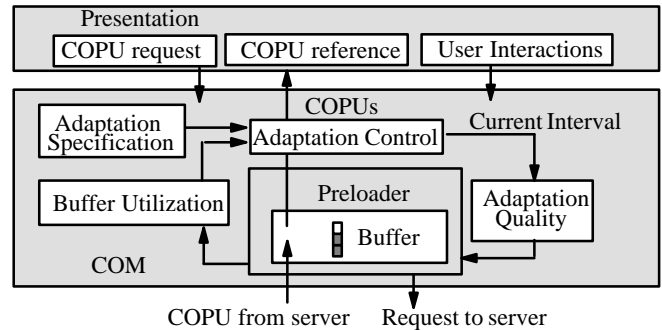 Presentation
COPU request
COPU reference
User Interactions
COPUs
Adaptation
Specification
Adaptation Control
Current Interval
Buffer Utilization
Preloader
Buffer
Adaptation
Quality
COM
COPU from server
Request to server